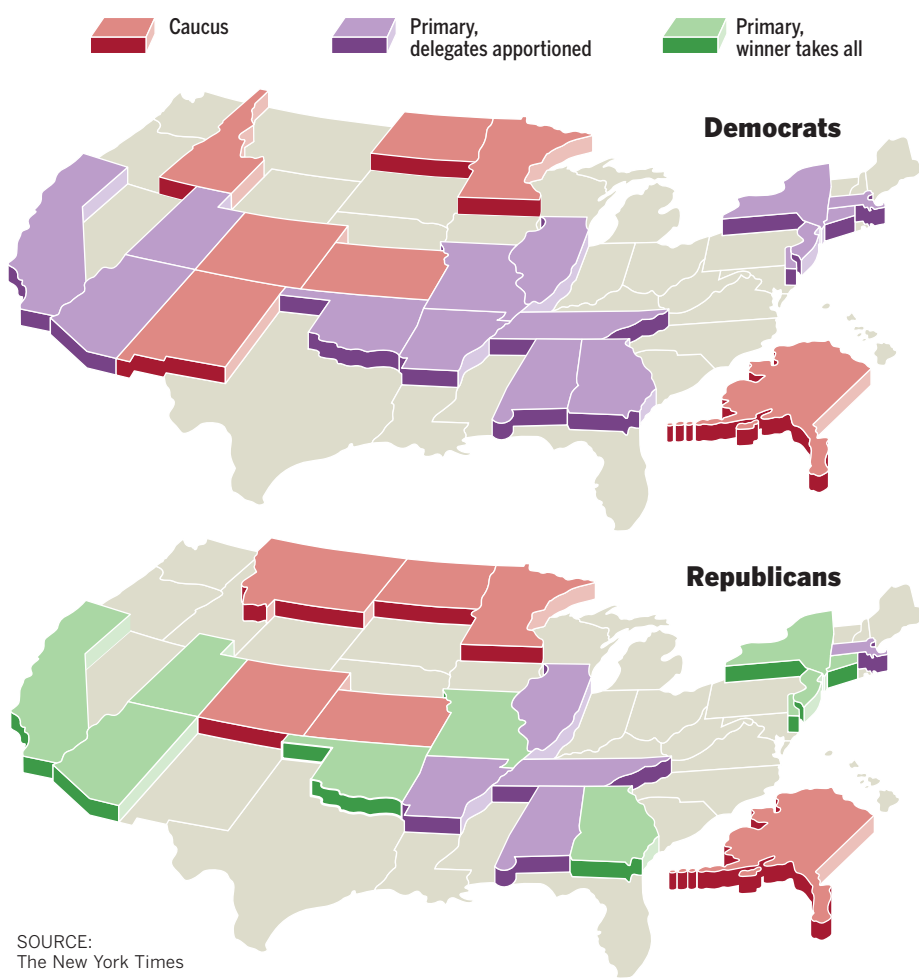 Caucus
Primary,
delegates apportioned
Primary,
winner takes all
Democrats
Republicans
SOURCE:
The New York Times